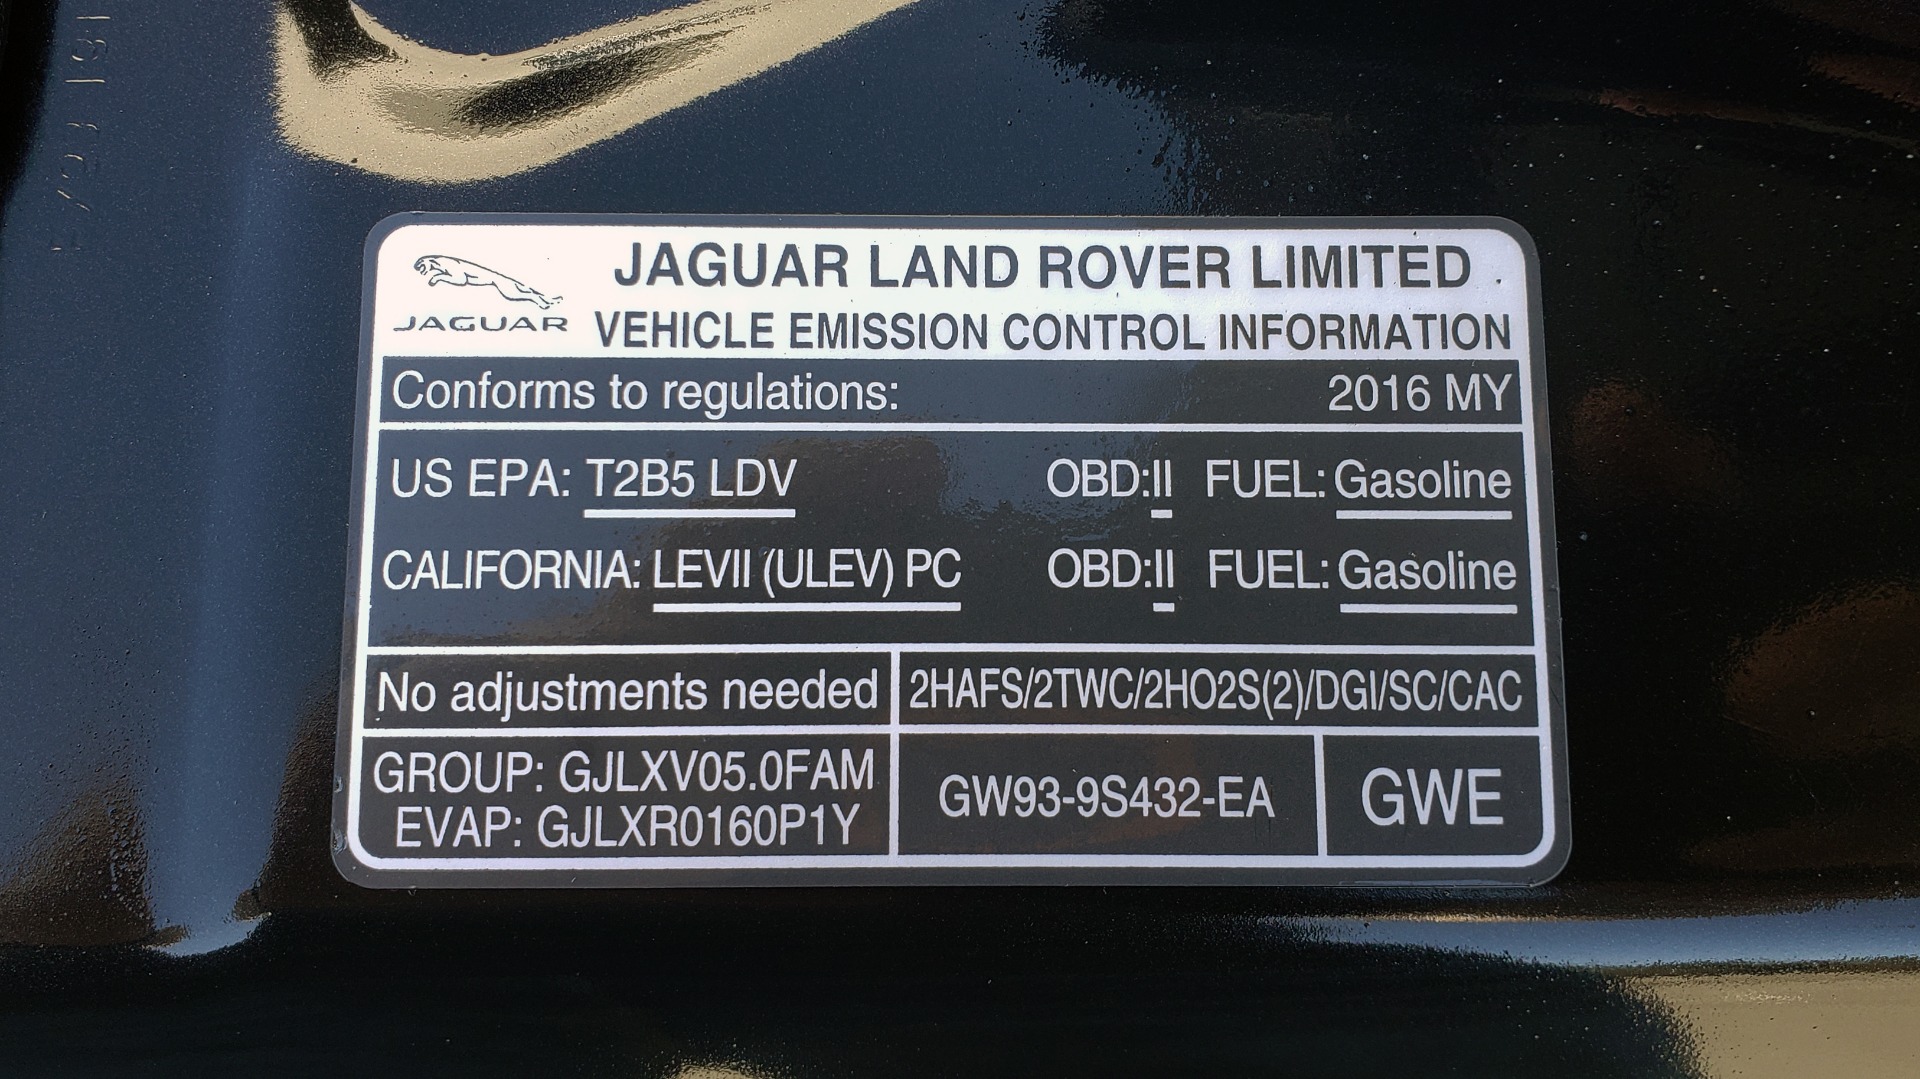 JAGUAR LAND ROVER LIMITED
JAGUAR VEHICLE EMISSION CONTROL INFORMATION
Conforms to regulations: 2016 MY
US EPA: T2B5 LDV OBD:II FUEL: Gasoline
CALIFORNIA: LEVII (ULEV) PC OBD:II FUEL: Gasoline
No adjustments needed 2HAFS/2TWC/2HO2S(2)/DGI/SC/CAC
GROUP: GJLXV05.0FAM
EVAP: GJLXR0160P1Y
GW93-9S432-EA GWE